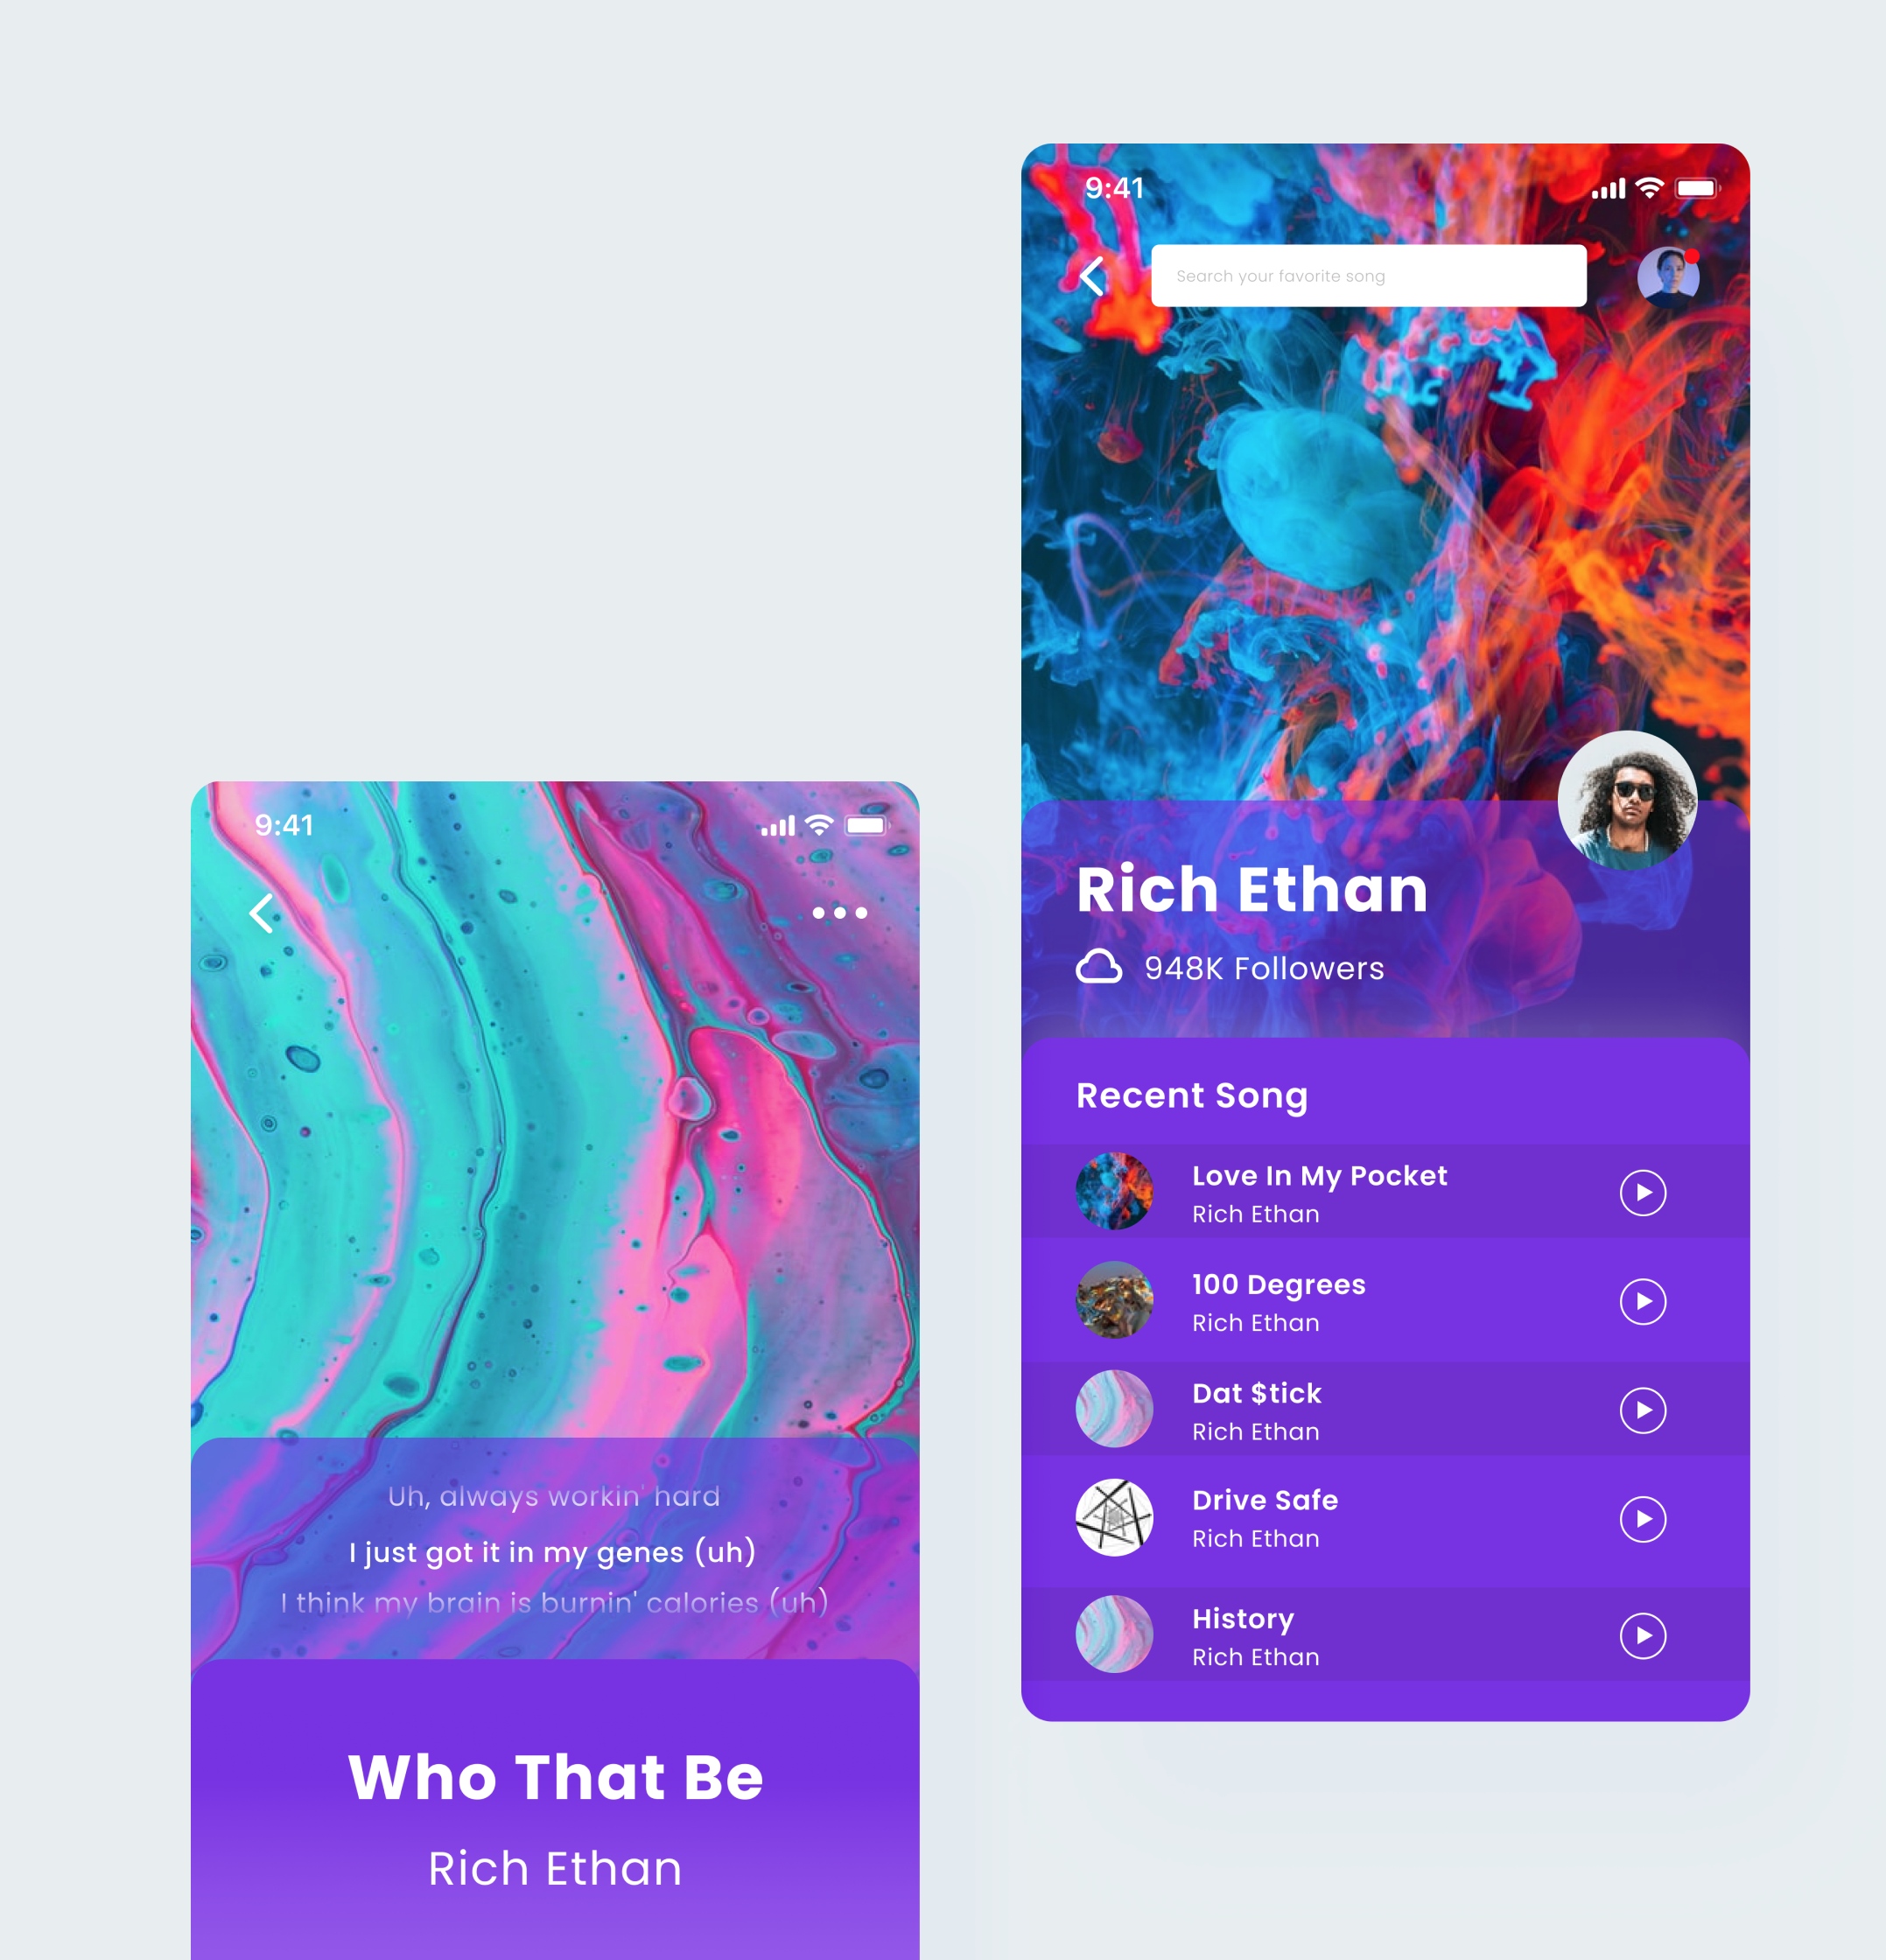 9:41
Uh, always workin' hard
I just got it in my genes (uh)
I think my brain is burnin' calories (uh)
Who That Be
Rich Ethan
9:41
Search your favorite song
Rich Ethan
948K Followers
Recent Song
Love In My Pocket
Rich Ethan
100 Degrees
Rich Ethan
Dat $tick
Rich Ethan
Drive Safe
Rich Ethan
History
Rich Ethan